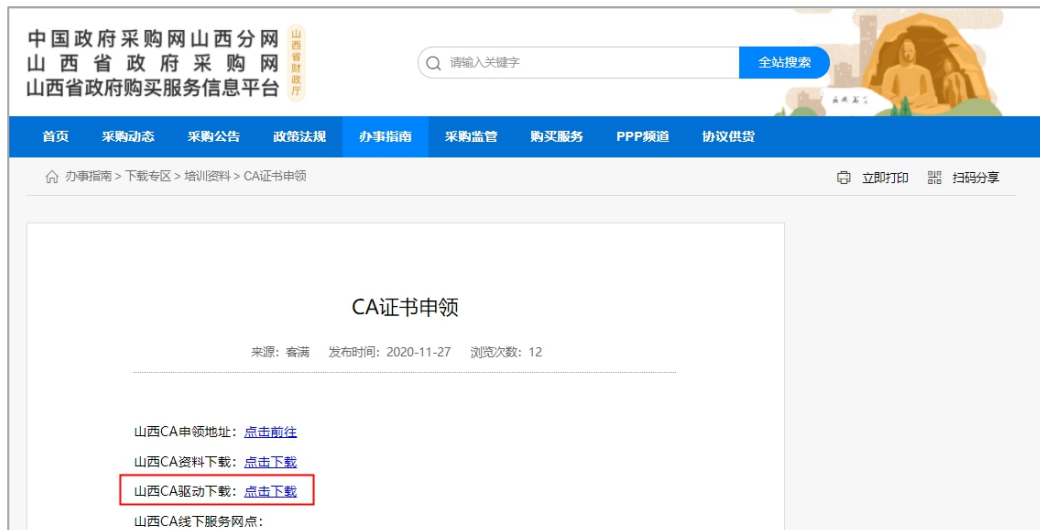 中国政府采购网山西分网
山西省政府采购网
山西省政府购买服务信息平台
山西省财政厅
请输入关键字
全站搜索
首页 采购动态 采购公告 政策法规 办事指南 采购监管 购买服务 PPP频道 协议供货
办事指南 > 下载专区 > 培训资料 > CA证书申领
立即打印 扫码分享
CA证书申领
来源：客满 发布时间：2020-11-27 浏览次数：12
山西CA申领地址：点击前往
山西CA资料下载：点击下载
山西CA驱动下载：点击下载
山西CA线下服务网点：